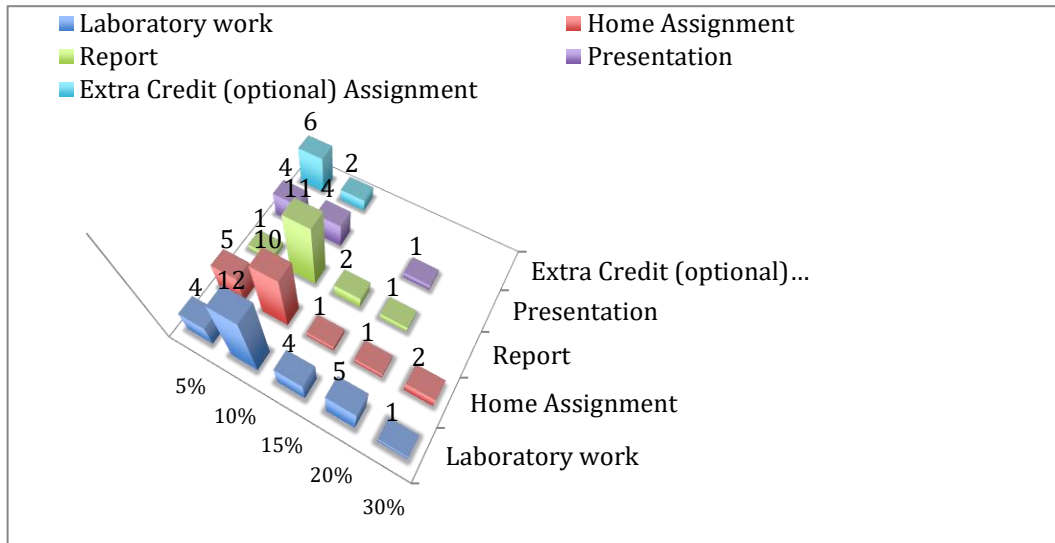 Laboratory work Home Assignment
Report Presentation
Extra Credit (optional) Assignment
6
4 2
11 4
1
5 10 1
4 12 2 1
1
4 1 2
5
1
Extra Credit (optional)...
Presentation
Report
Home Assignment
Laboratory work
5%
10%
15%
20%
30%